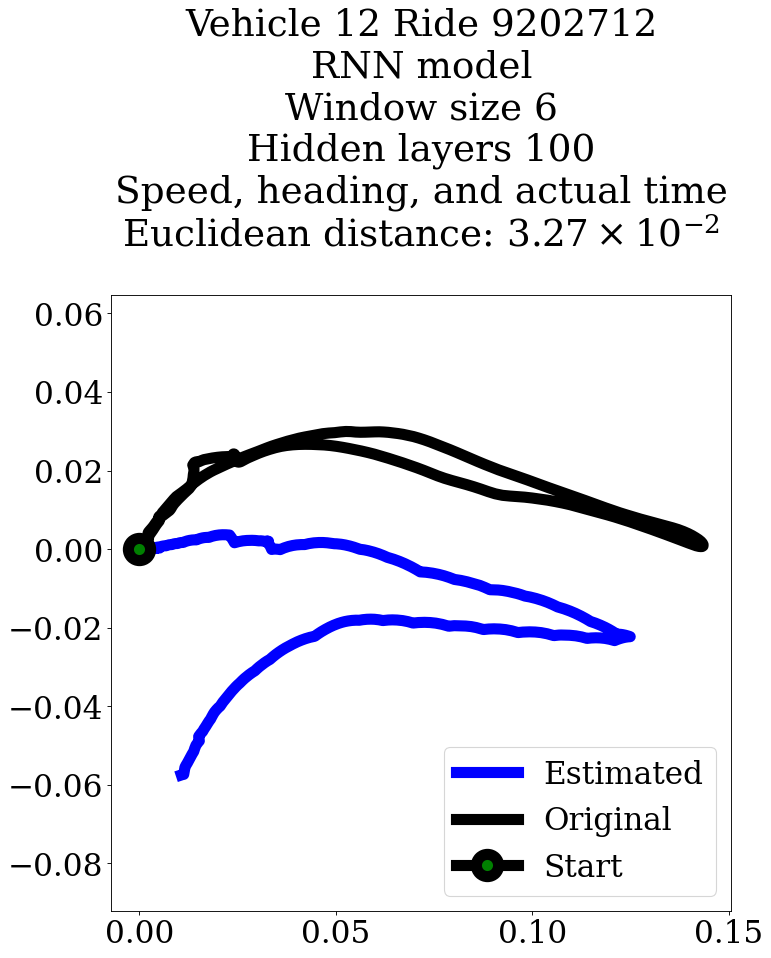 Vehicle 12 Ride 9202712
RNN model
Window size 6
Hidden layers 100
Speed, heading, and actual time
Euclidean distance: 3.27 × 10⁻²
0.06
0.04
0.02
0.00
−0.02
−0.04
−0.06
−0.08
Estimated
Original
Start
0.00 0.05 0.10 0.15